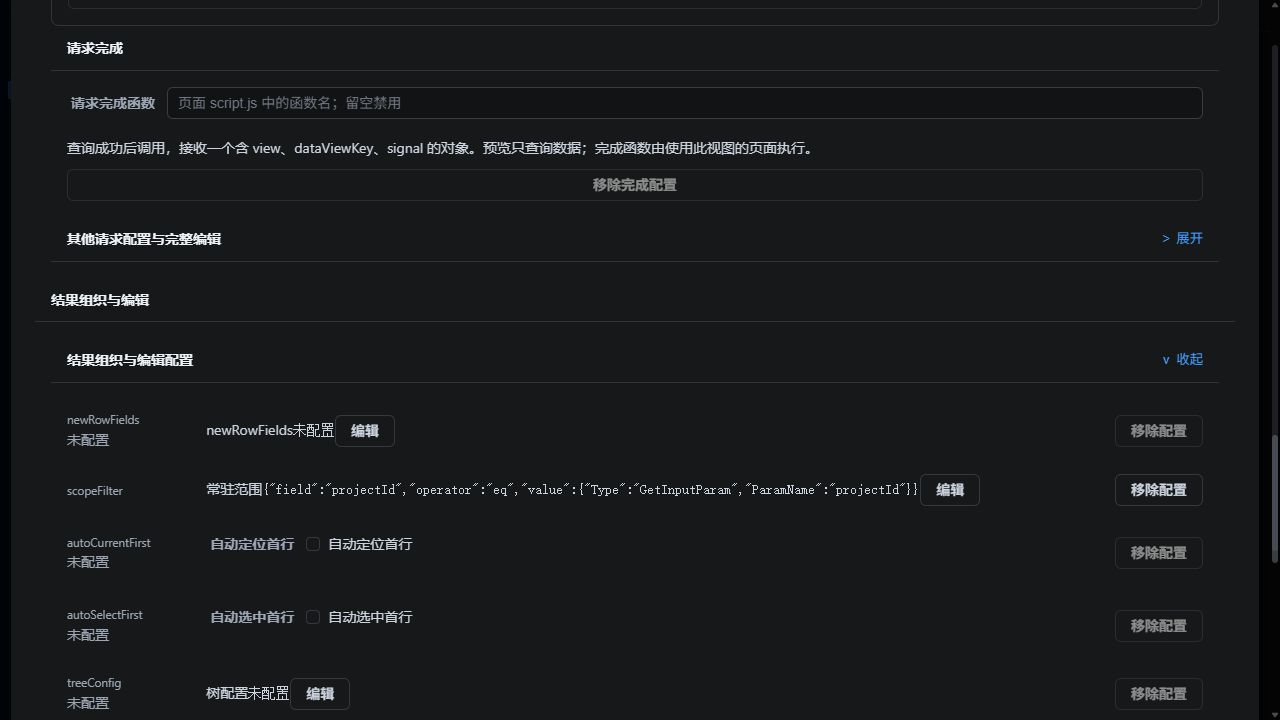 请求完成
请求完成函数 页面 script.js 中的函数名；留空禁用
查询成功后调用，接收一个含 view、dataViewKey、signal 的对象。预览只查询数据；完成函数由使用此视图的页面执行。
移除完成配置
其他请求配置与完整编辑 > 展开
结果组织与编辑
结果组织与编辑配置 v 收起
newRowFields
未配置
newRowFields未配置 编辑 移除配置
scopeFilter 常驻范围{"field":"projectId","operator":"eq","value":{"Type":"GetInputParam","ParamName":"projectId"}} 编辑 移除配置
autoCurrentFirst
未配置
自动定位首行 自动定位首行 移除配置
autoSelectFirst
未配置
自动选中首行 自动选中首行 移除配置
treeConfig
未配置
树配置未配置 编辑 移除配置